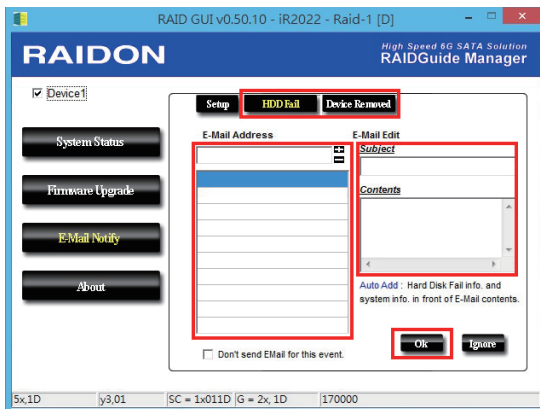 RAID GUI v0.50.10 - iR2022 - Raid-1 [D]
RAIDON
High Speed 6G SATA Solution
RAIDGuide Manager
Device1
Setup HDD Fail Device Removed
E-Mail Address E-Mail Edit
Subject
System Status
Contents
Firmware Upgrade
E-Mail Notify
About
Auto Add : Hard Disk Fail info. and
system info. in front of E-Mail contents.
Ok Ignore
Don't send EMail for this event.
5x,1D y3,01 SC = 1x011D G = 2x, 1D 170000